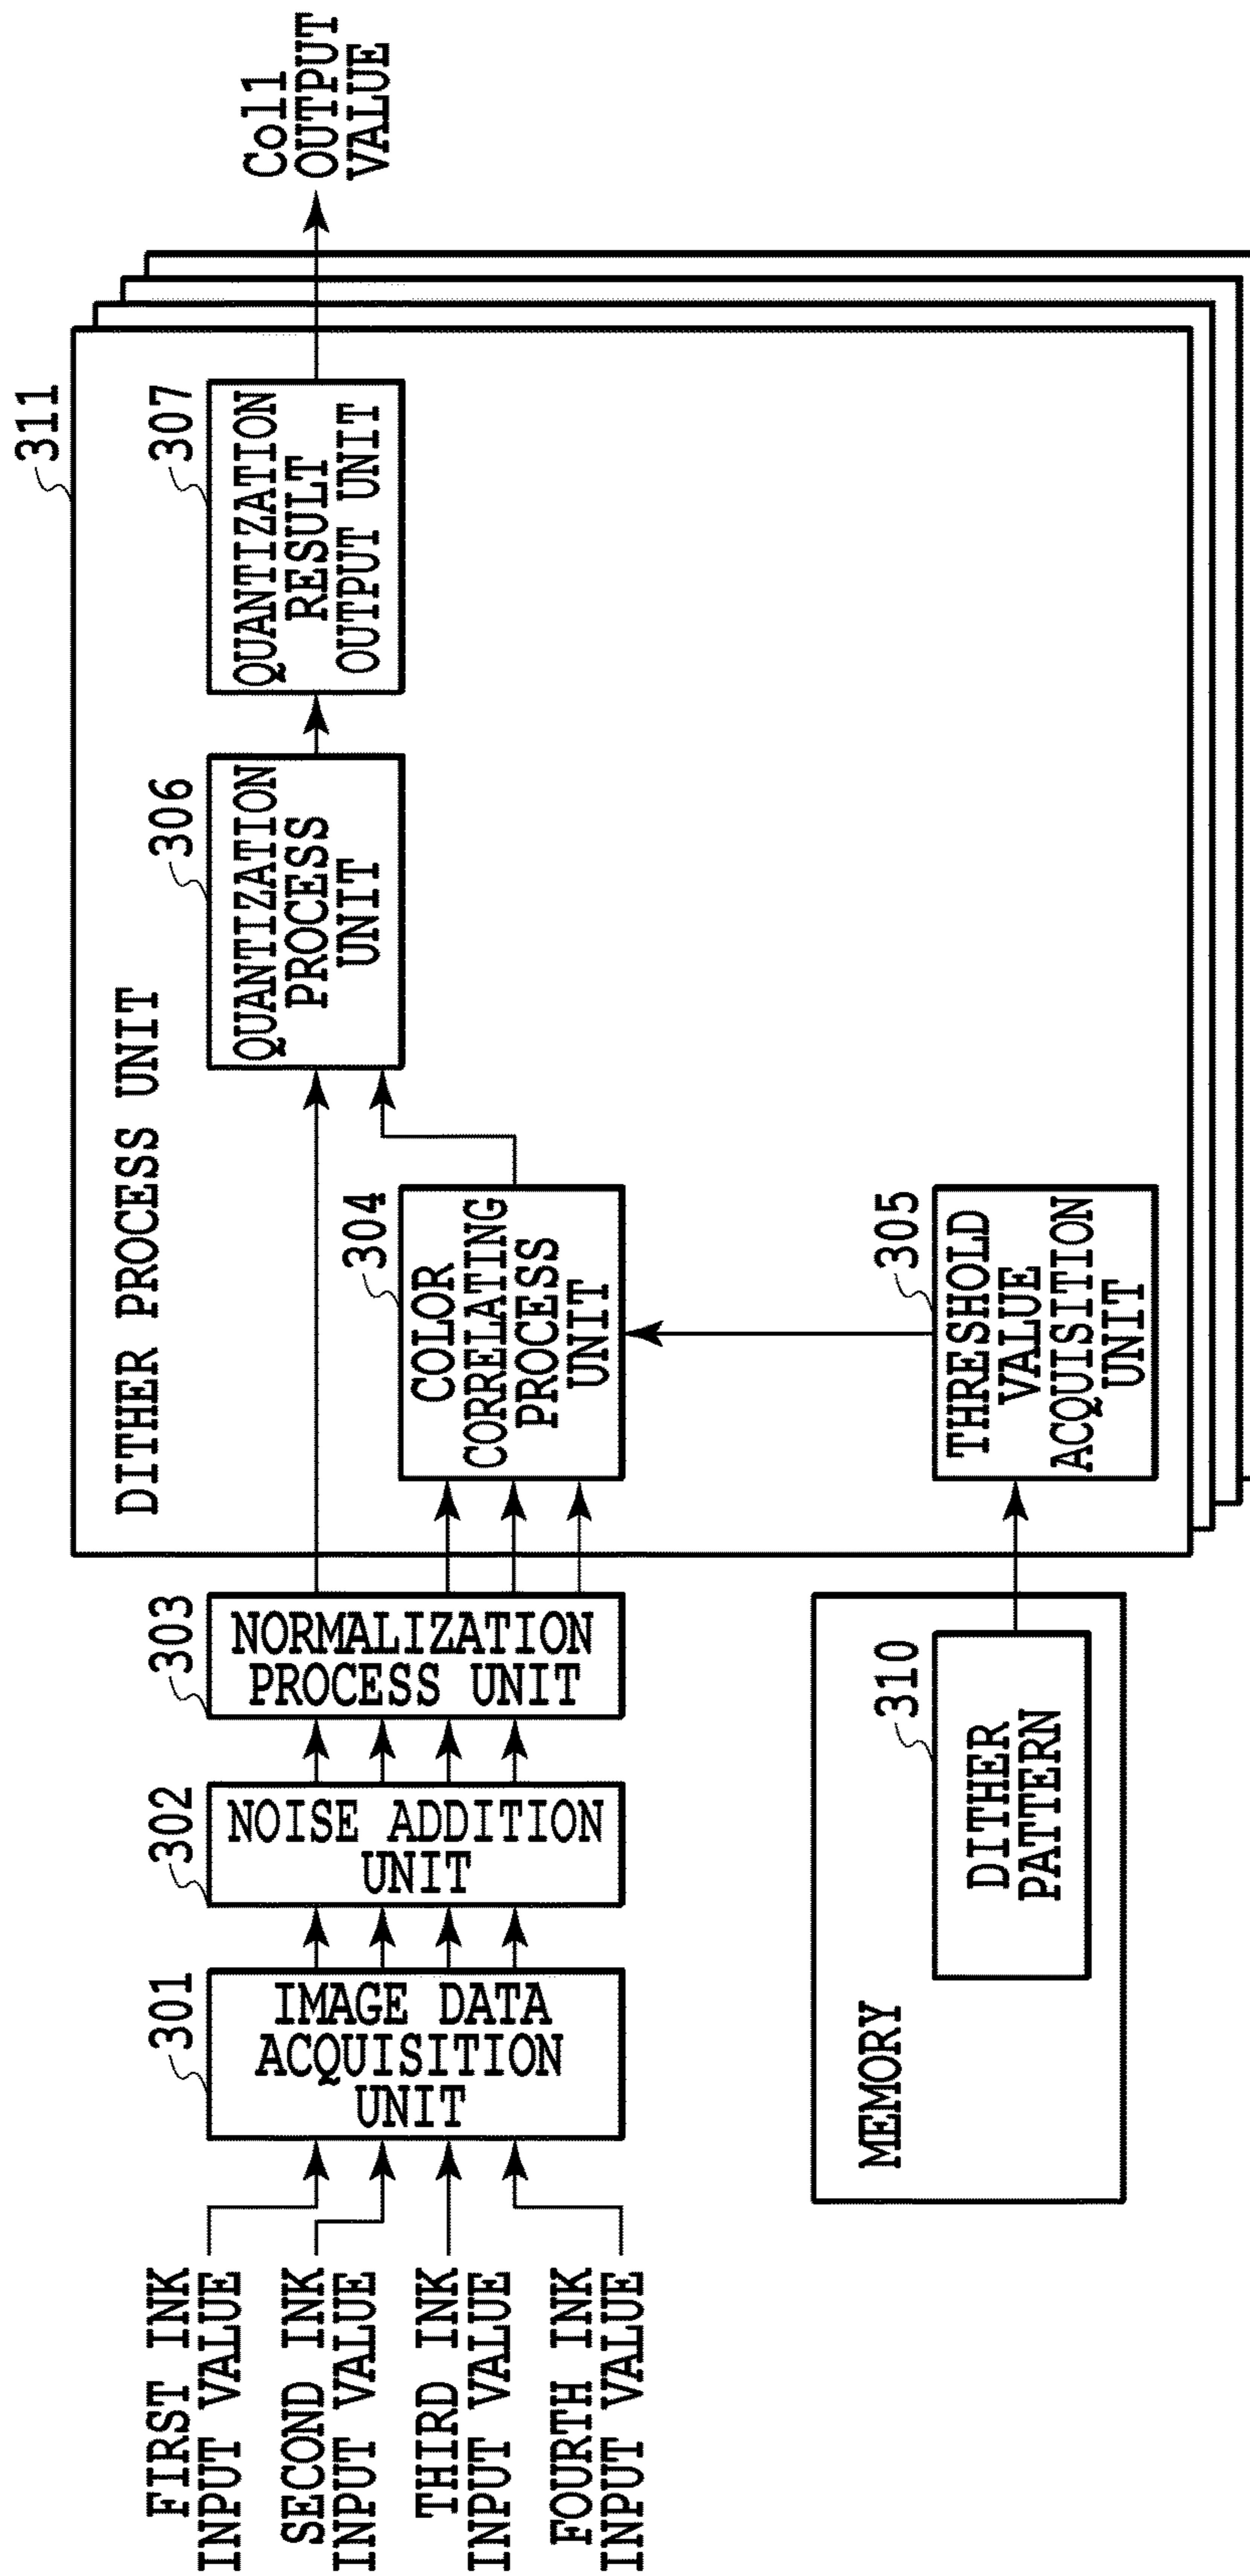 FIRST INK
INPUT VALUE
SECOND INK
INPUT VALUE
THIRD INK
INPUT VALUE
FOURTH INK
INPUT VALUE
301
IMAGE DATA
ACQUISITION
UNIT
302
NOISE ADDITION
UNIT
303
NORMALIZATION
PROCESS UNIT
311
DITHER PROCESS UNIT
304
COLOR
CORRELATING
PROCESS
UNIT
306
QUANTIZATION
PROCESS
UNIT
307
QUANTIZATION
RESULT
OUTPUT UNIT
Col1
OUTPUT
VALUE
MEMORY
310
DITHER
PATTERN
305
THRESHOLD
VALUE
ACQUISITION
UNIT